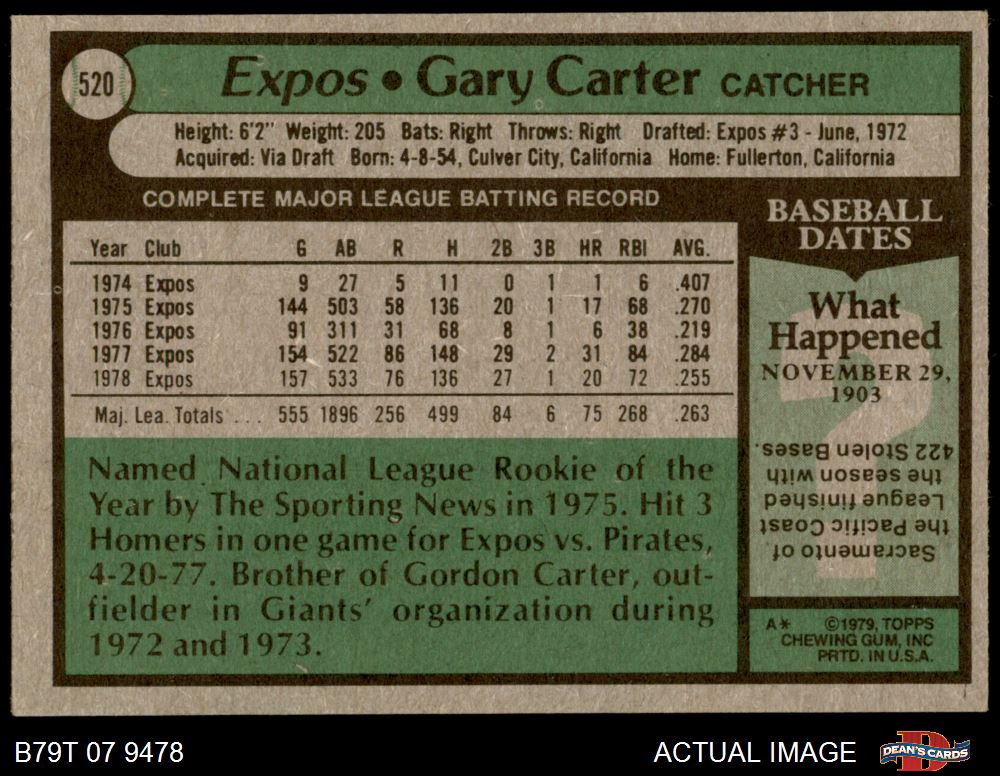 520
Expos • Gary Carter CATCHER
Height: 6'2" Weight: 205 Bats: Right Throws: Right Drafted: Expos #3 - June, 1972
Acquired: Via Draft Born: 4-8-54, Culver City, California Home: Fullerton, California
COMPLETE MAJOR LEAGUE BATTING RECORD
Year Club G AB R H 2B 3B HR RBI AVG.
1974 Expos 9 27 5 11 0 1 1 6 .407
1975 Expos 144 503 58 136 20 1 17 68 .270
1976 Expos 91 311 31 68 8 1 6 38 .219
1977 Expos 154 522 86 148 29 2 31 84 .284
1978 Expos 157 533 76 136 27 1 20 72 .255
Maj. Lea. Totals . . . 555 1896 256 499 84 6 75 268 .263
Named National League Rookie of the
Year by The Sporting News in 1975. Hit 3
Homers in one game for Expos vs. Pirates,
4-20-77. Brother of Gordon Carter, out-
fielder in Giants' organization during
1972 and 1973.
BASEBALL
DATES
What
Happened
NOVEMBER 29,
1903
?
Sacramento of
the Pacific Coast
League finished
the season with
422 Stolen Bases.
A* ©1979, TOPPS
CHEWING GUM, INC
PRTD. IN U.S.A.
B79T 07 9478
ACTUAL IMAGE
D
DEAN'S CARDS